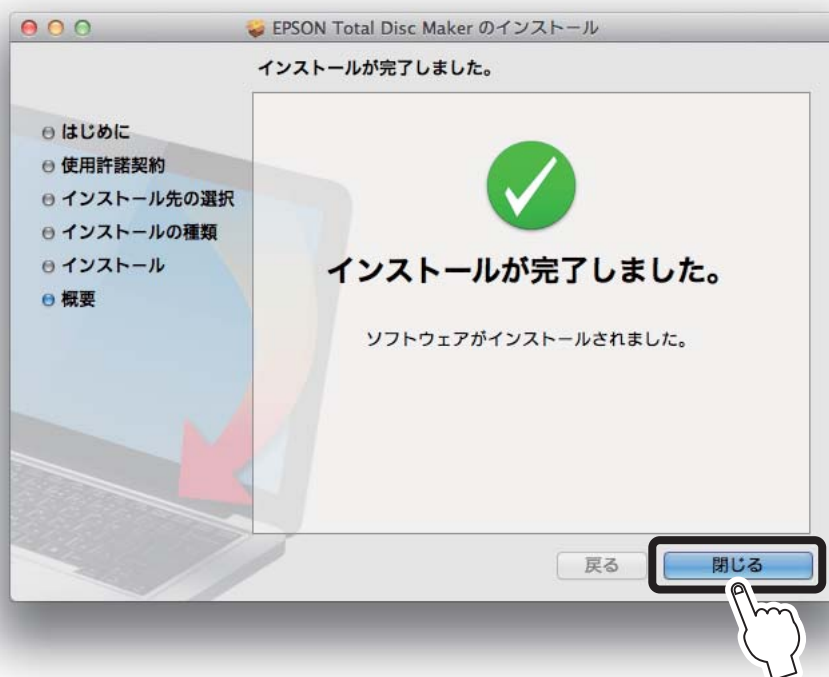 EPSON Total Disc Maker のインストール
インストールが完了しました。
はじめに
使用許諾契約
インストール先の選択
インストールの種類
インストール
概要
インストールが完了しました。
ソフトウェアがインストールされました。
戻る
閉じる